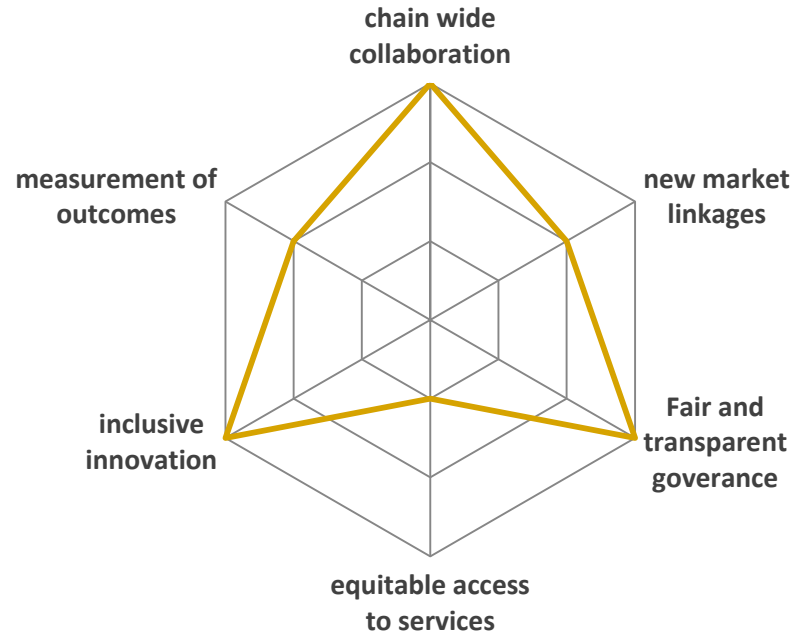 chain wide
collaboration
measurement of
outcomes
new market
linkages
inclusive
innovation
Fair and
transparent
goverance
equitable access
to services